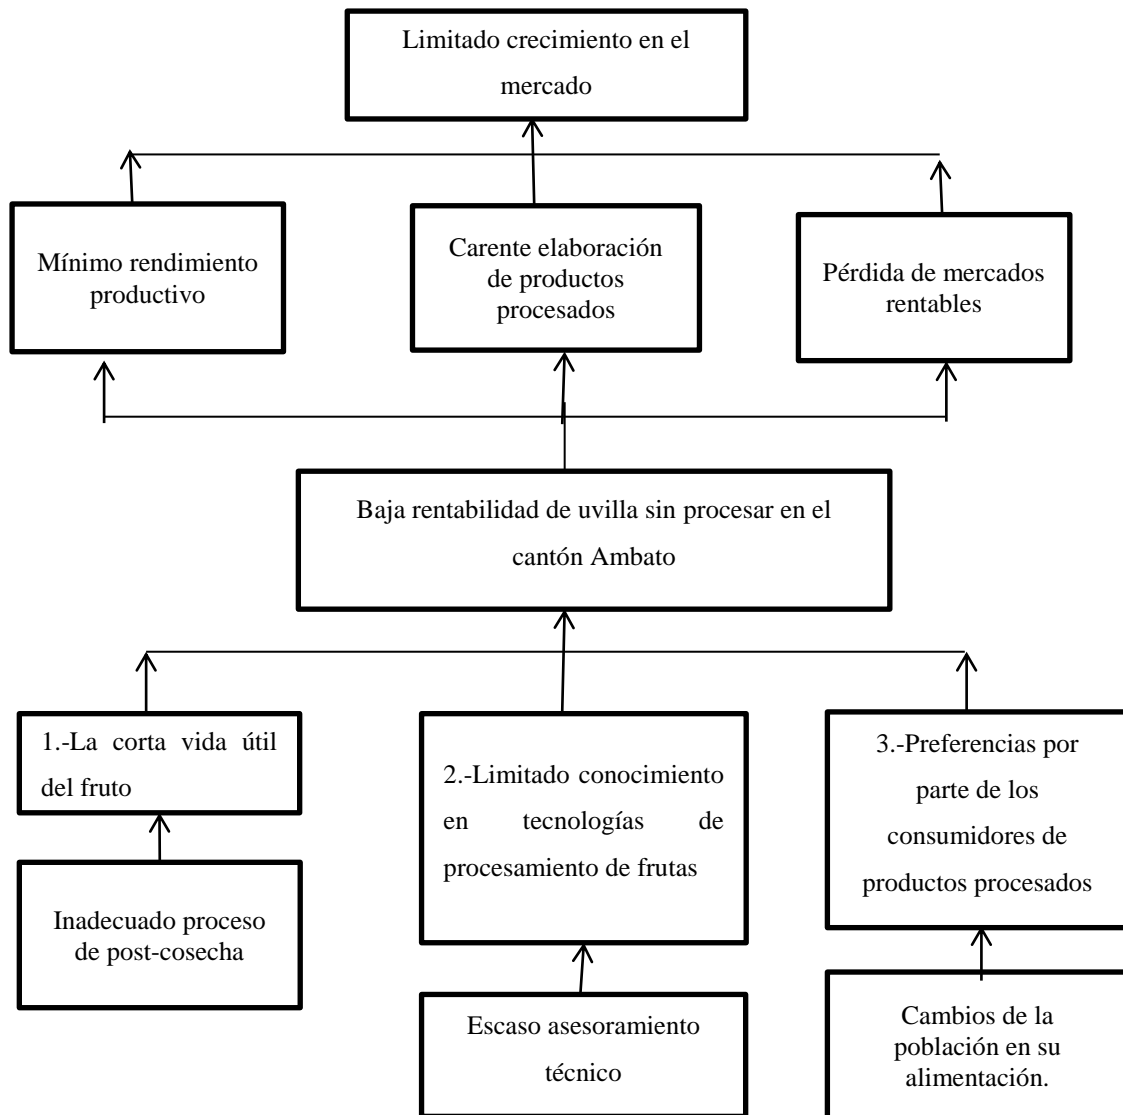 Limitado crecimiento en el
mercado
Mínimo rendimiento
productivo
Carente elaboración
de productos
procesados
Pérdida de mercados
rentables
Baja rentabilidad de uvilla sin procesar en el
cantón Ambato
1.-La corta vida útil
del fruto
2.-Limitado conocimiento
en tecnologías de
procesamiento de frutas
3.-Preferencias por
parte de los
consumidores de
productos procesados
Inadecuado proceso
de post-cosecha
Escaso asesoramiento
técnico
Cambios de la
población en su
alimentación.